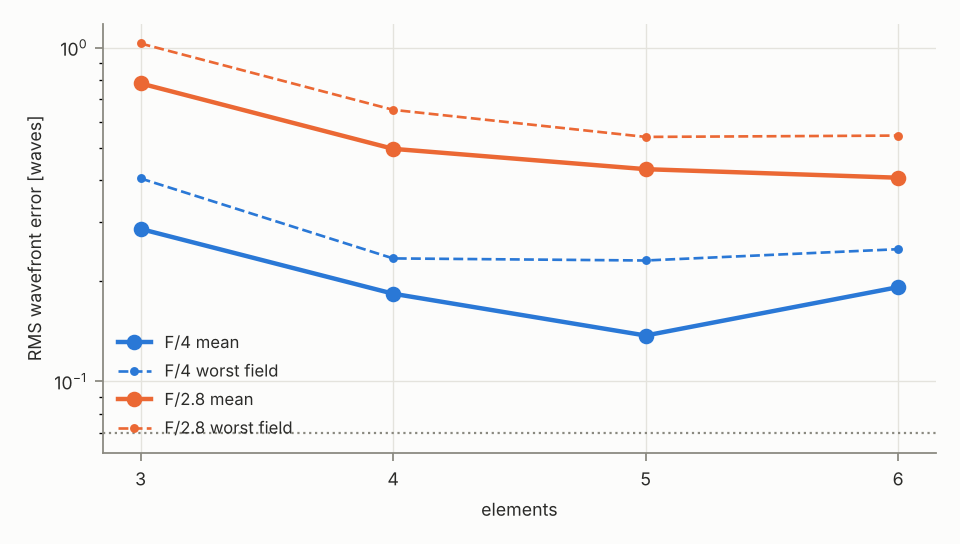 10⁰
10⁻¹
RMS wavefront error [waves]
F/4 mean
F/4 worst field
F/2.8 mean
F/2.8 worst field
3 4 5 6
elements